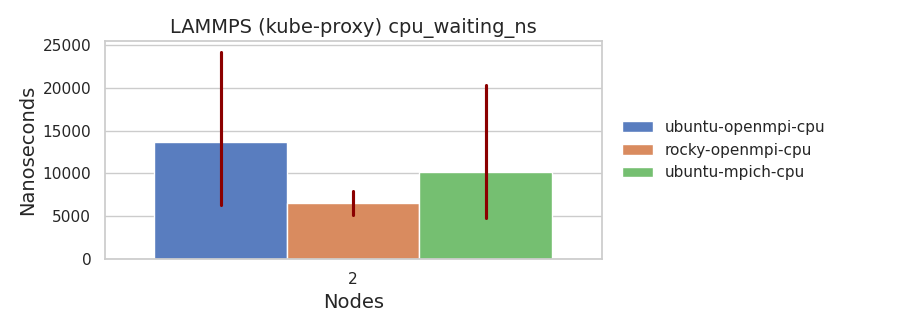 LAMMPS (kube-proxy) cpu_waiting_ns
Nanoseconds
25000
20000
15000
10000
5000
0
2
Nodes
ubuntu-openmpi-cpu
rocky-openmpi-cpu
ubuntu-mpich-cpu